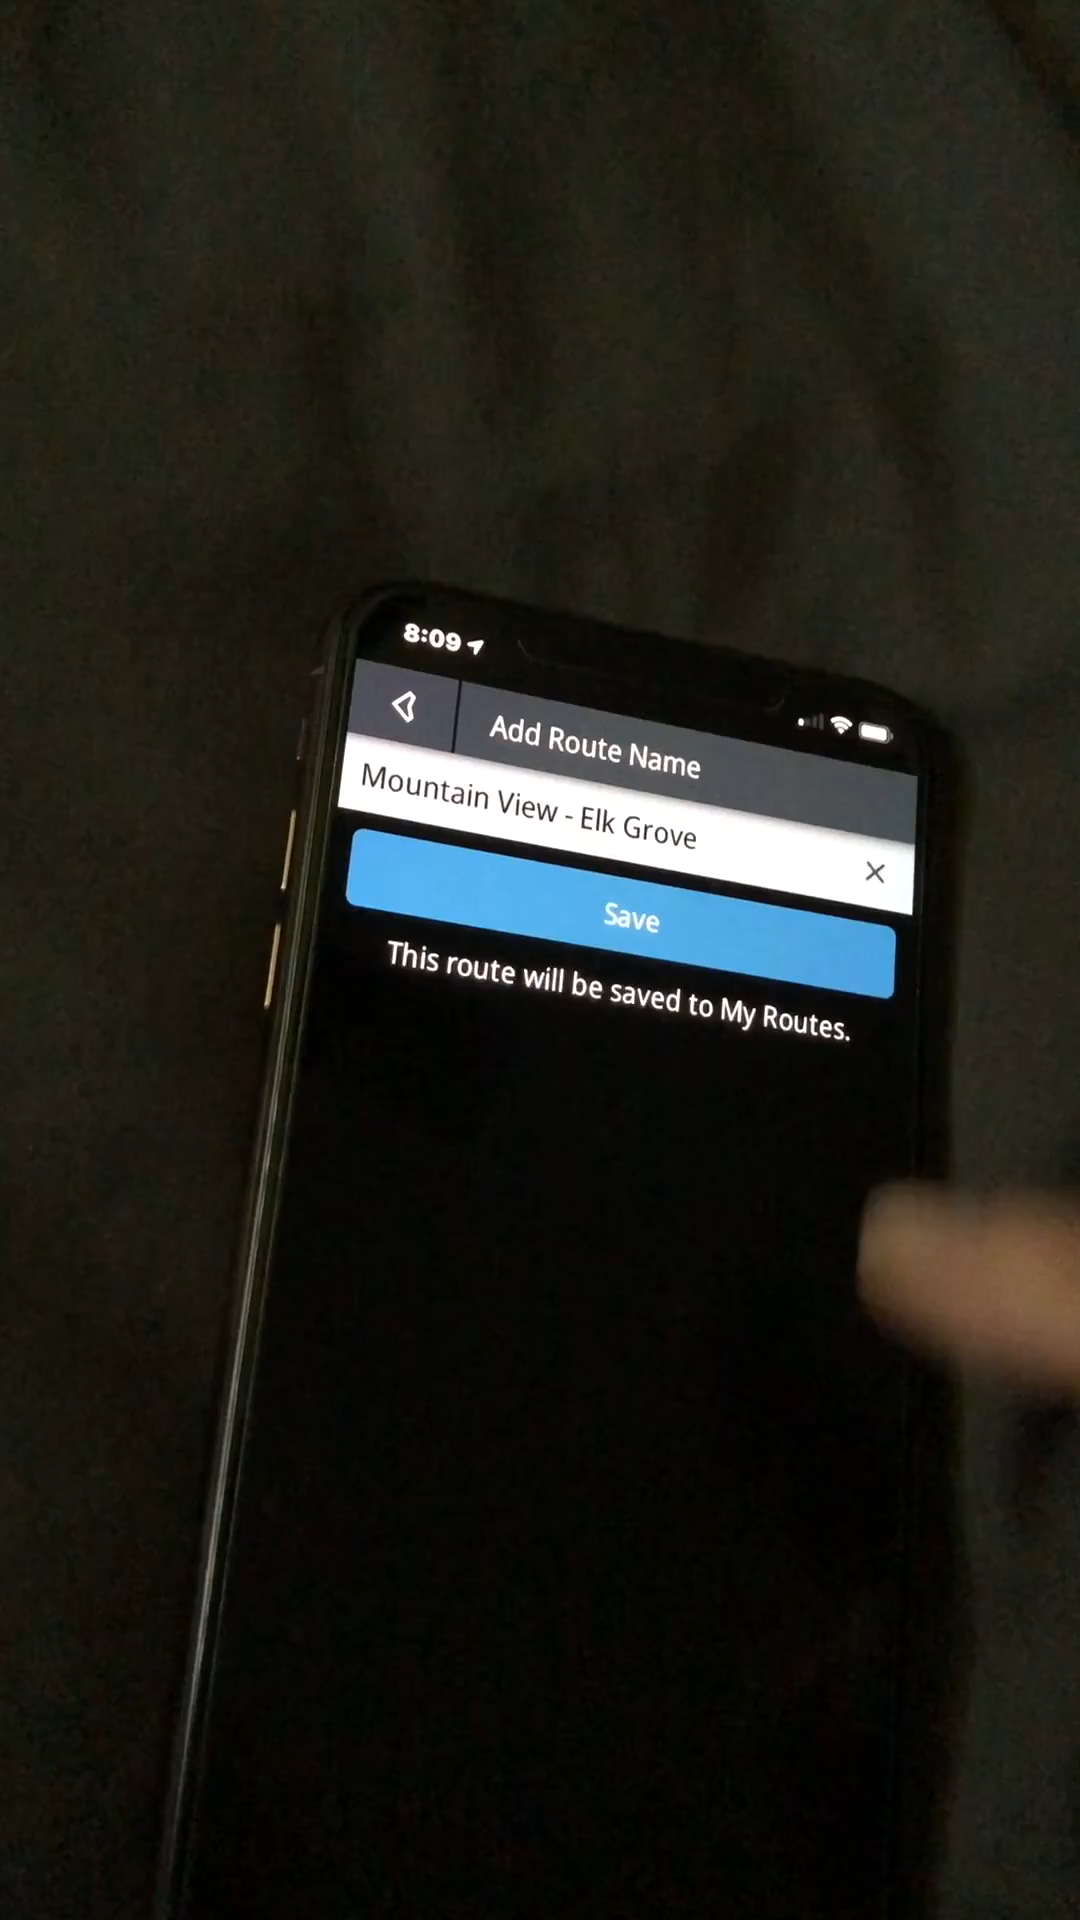 8:09
Add Route Name
Mountain View - Elk Grove
Save
This route will be saved to My Routes.